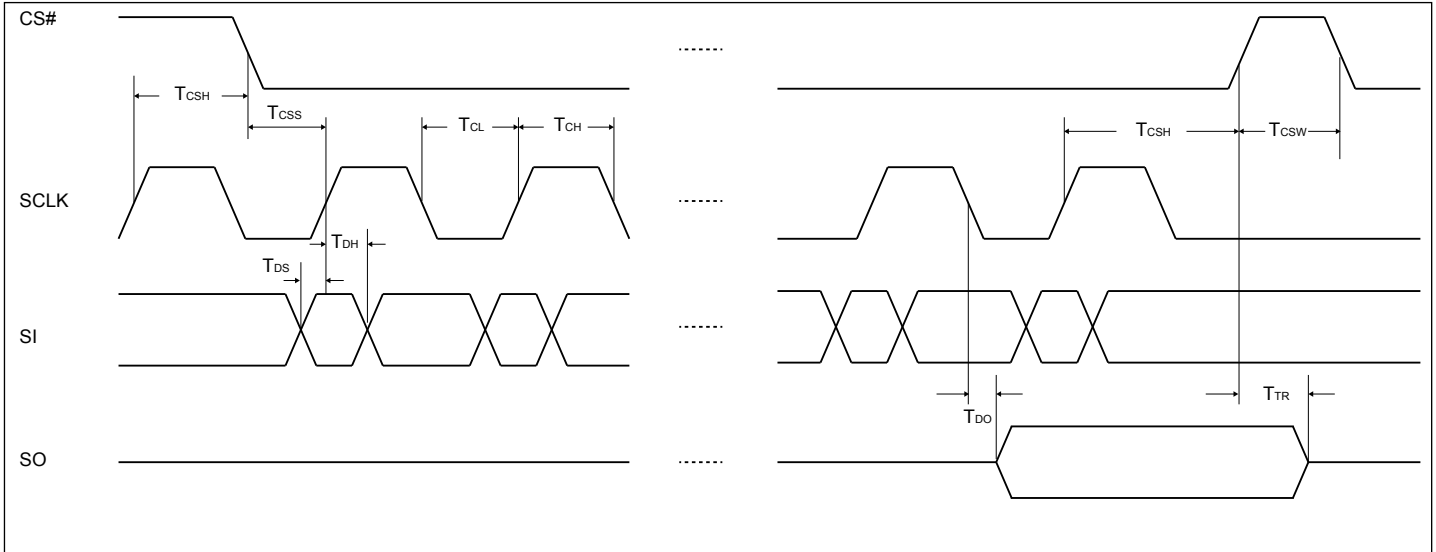 CS#
TCSH
TCSS
TCL
TCH
TCSH
TCSW
SCLK
TDH
TDS
SI
TDO
TTR
SO